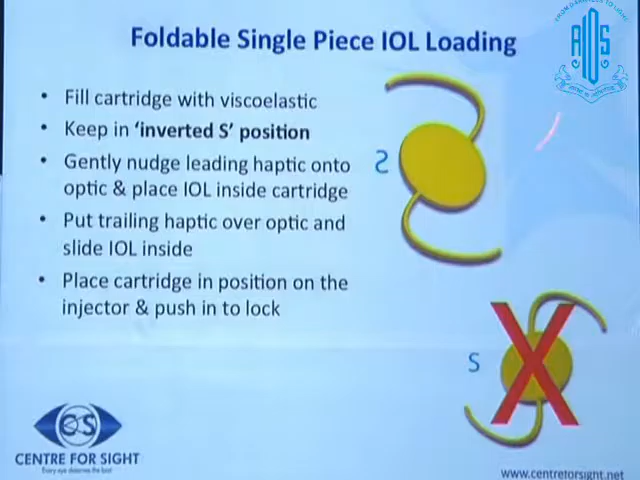 Foldable Single Piece IOL Loading
AIOS
• Fill cartridge with viscoelastic
• Keep in ‘inverted S’ position
• Gently nudge leading haptic onto
optic & place IOL inside cartridge
• Put trailing haptic over optic and
slide IOL inside
• Place cartridge in position on the
injector & push in to lock
S
CS
CENTRE FOR SIGHT
Every eye deserves the best
www.centreforsight.net